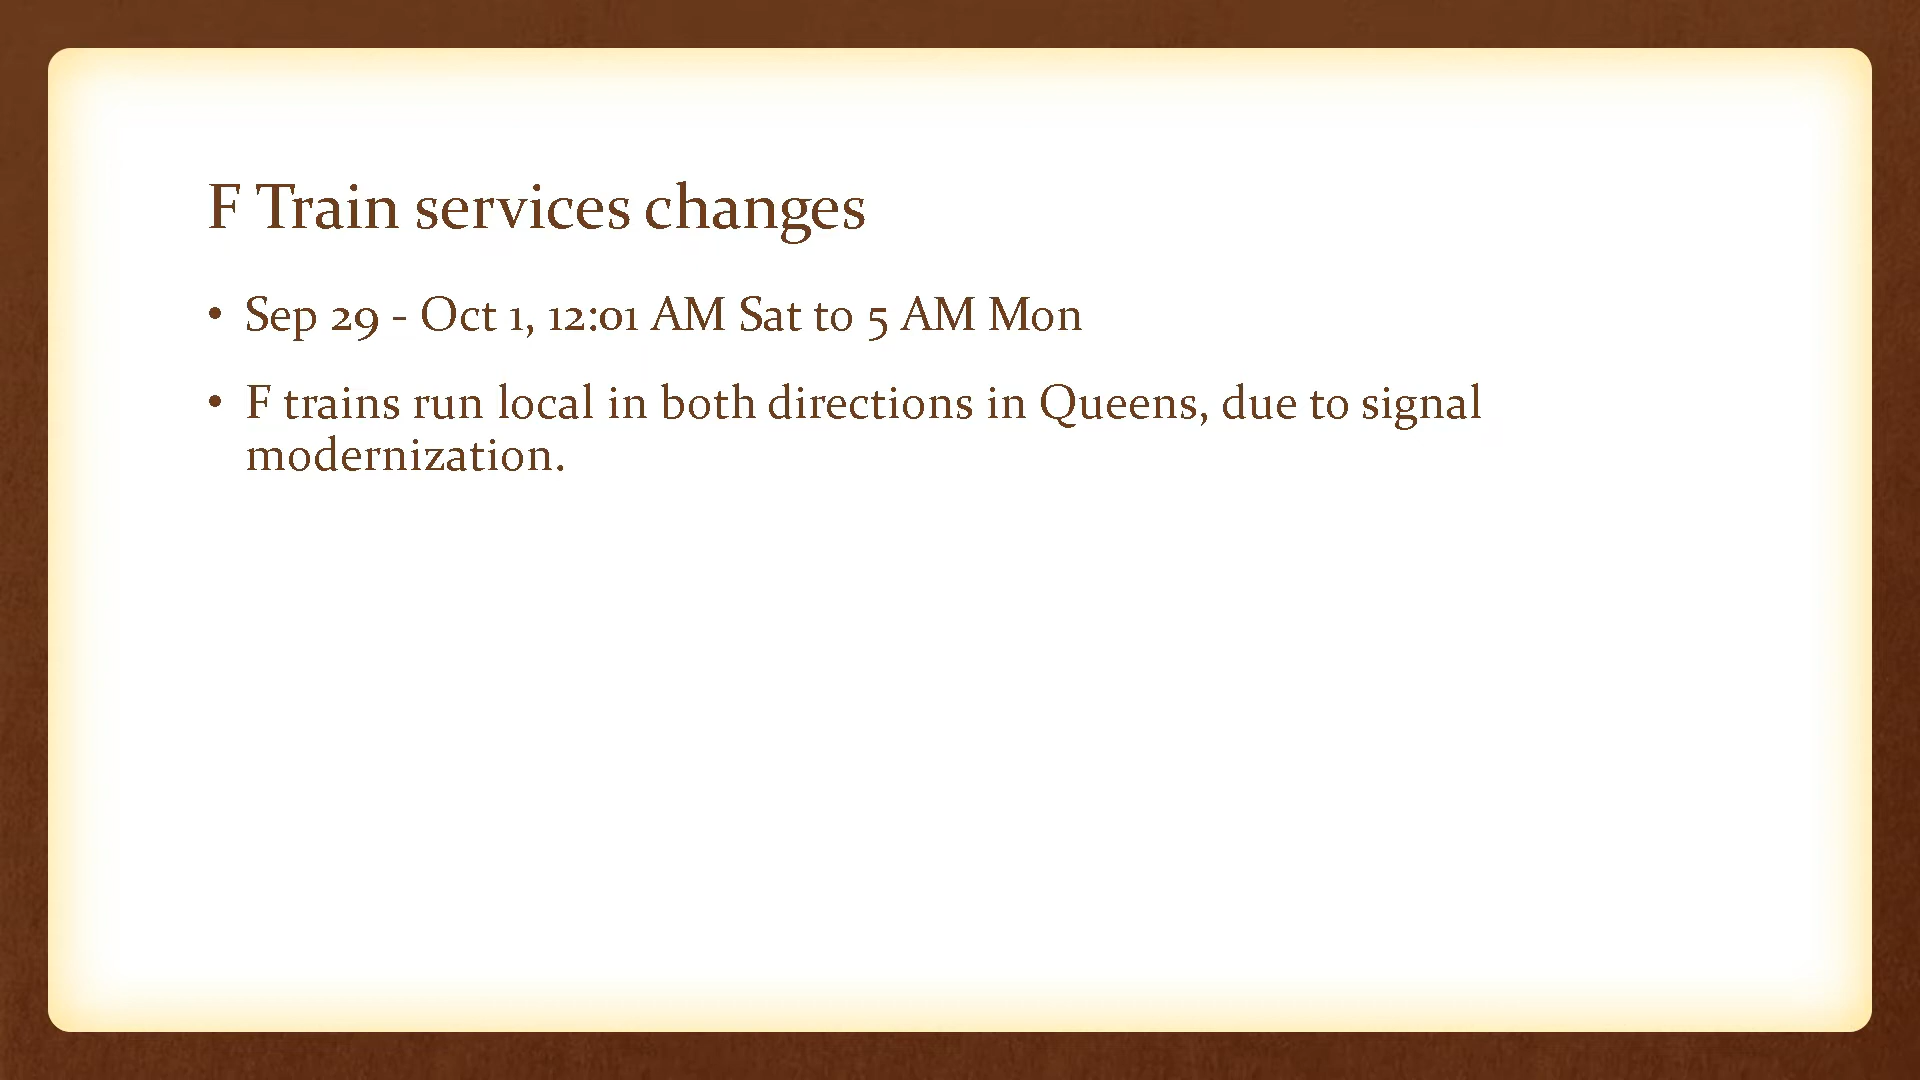 F Train services changes
• Sep 29 - Oct 1, 12:01 AM Sat to 5 AM Mon
• F trains run local in both directions in Queens, due to signal
modernization.